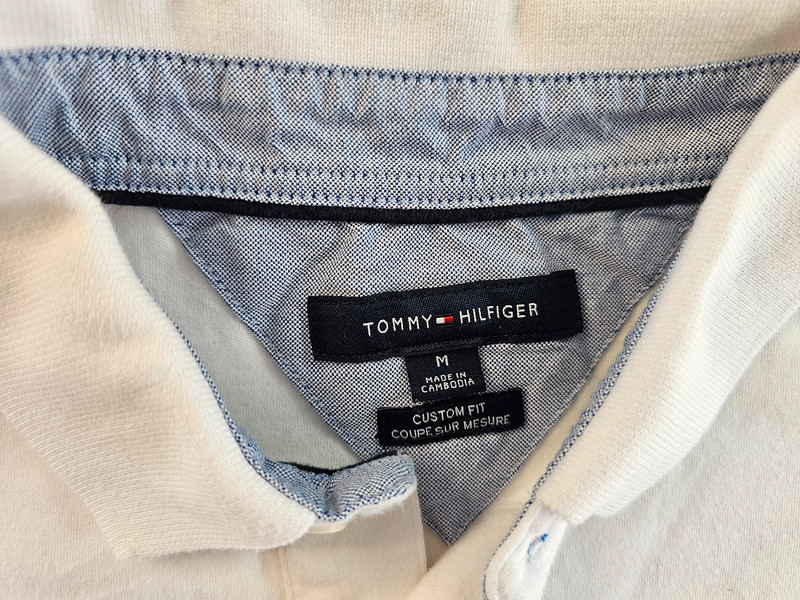 TOMMY HILFIGER
M
MADE IN
CAMBODIA
CUSTOM FIT
COUPE SUR MESURE